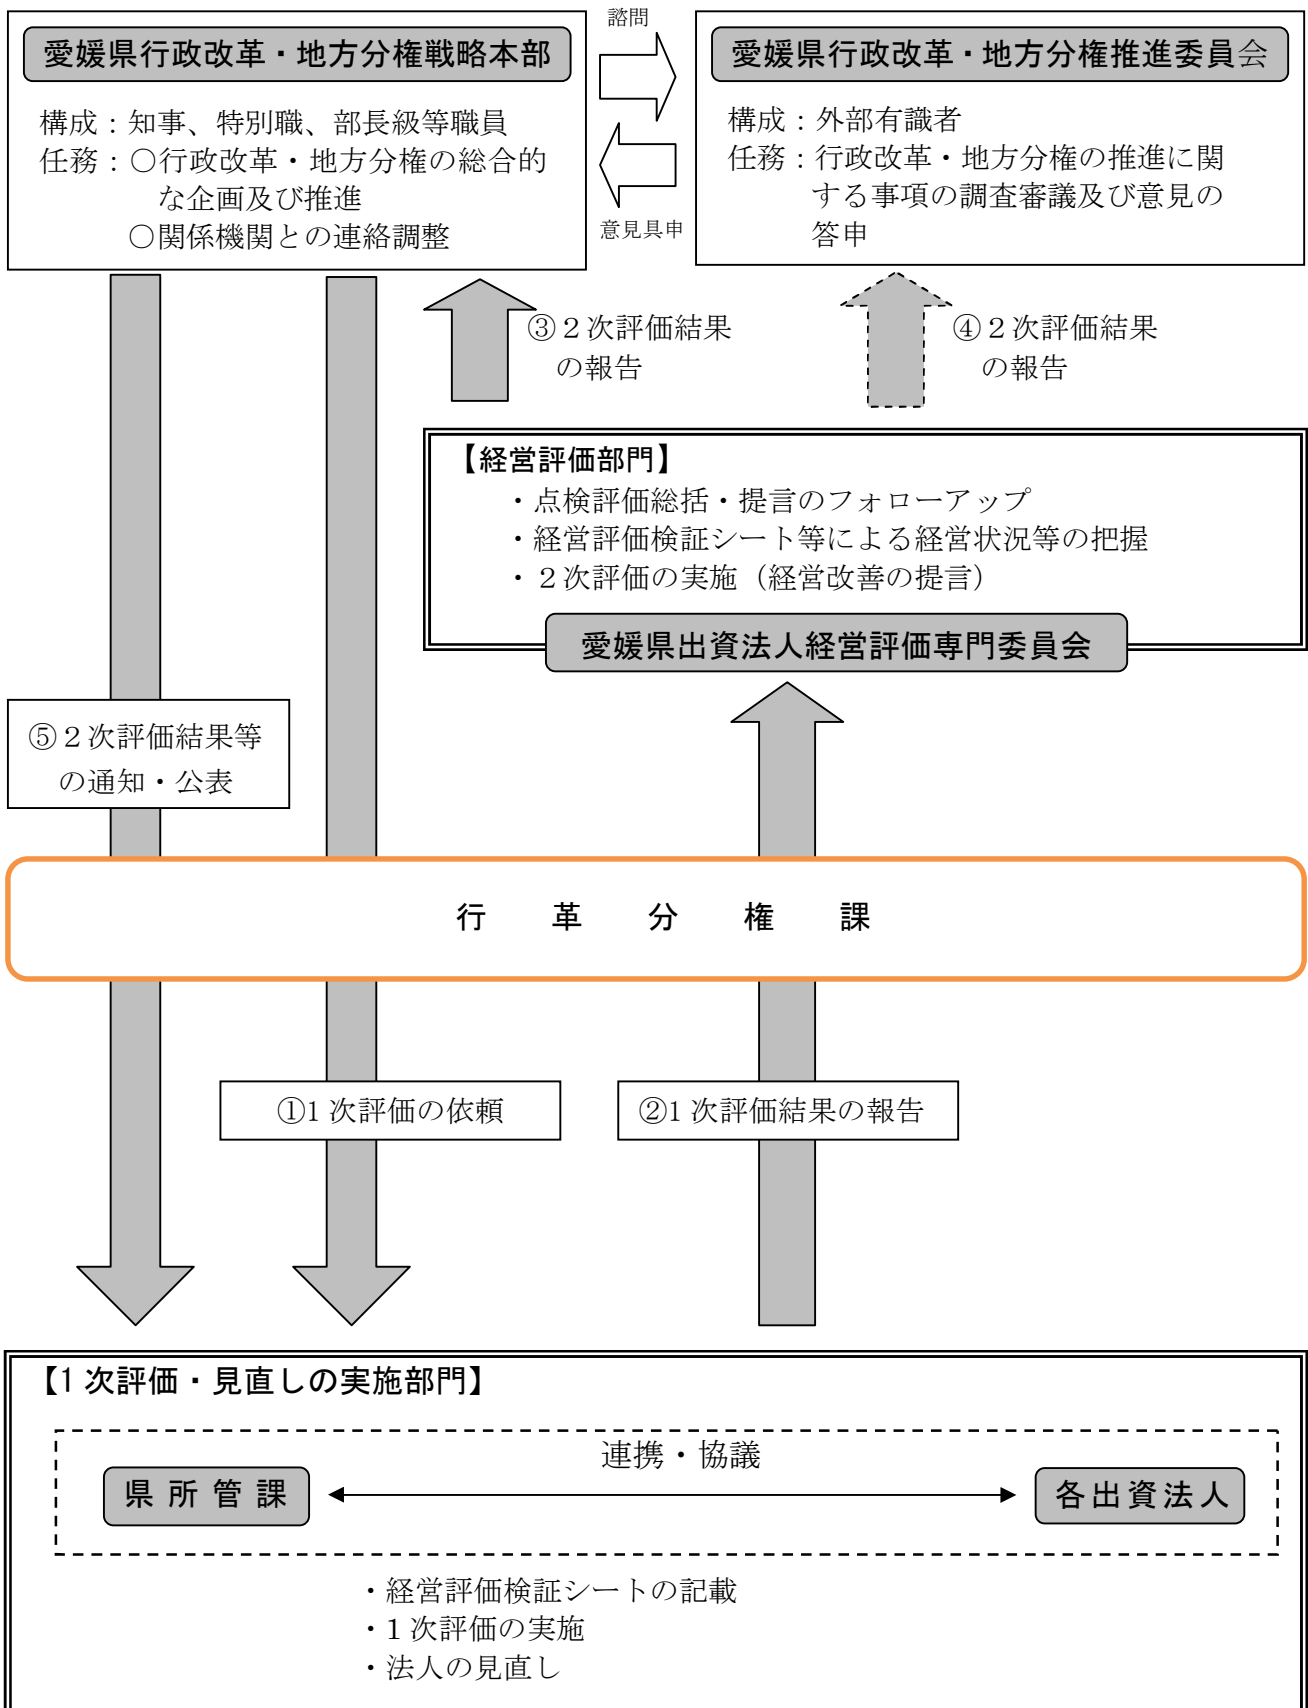 諮問
愛媛県行政改革・地方分権戦略本部
構成：知事、特別職、部長級等職員
任務：○行政改革・地方分権の総合的
な企画及び推進
○関係機関との連絡調整
意見具申
愛媛県行政改革・地方分権推進委員会
構成：外部有識者
任務：行政改革・地方分権の推進に関
する事項の調査審議及び意見の
答申
③２次評価結果
の報告
④２次評価結果
の報告
【経営評価部門】
・点検評価総括・提言のフォローアップ
・経営評価検証シート等による経営状況等の把握
・２次評価の実施（経営改善の提言）
愛媛県出資法人経営評価専門委員会
⑤２次評価結果等
の通知・公表
行　革　分　権　課
①1 次評価の依頼
②1 次評価結果の報告
【1 次評価・見直しの実施部門】
連携・協議
県所管課
各出資法人
・経営評価検証シートの記載
・1 次評価の実施
・法人の見直し